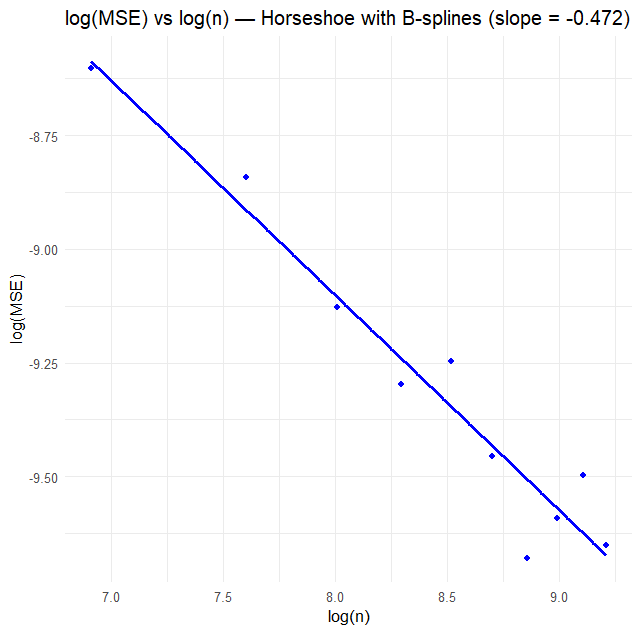 log(MSE) vs log(n) — Horseshoe with B-splines (slope = -0.472)
log(MSE)
-8.75
-9.00
-9.25
-9.50
7.0 7.5 8.0 8.5 9.0
log(n)